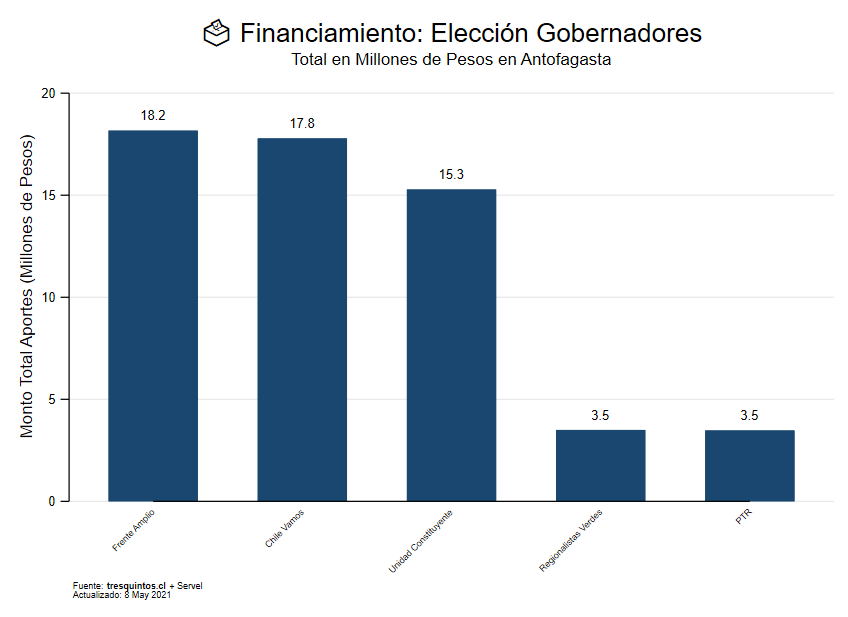 Financiamiento: Elección Gobernadores
Total en Millones de Pesos en Antofagasta
Monto Total Aportes (Millones de Pesos)
20
15
10
5
0
18.2
17.8
15.3
3.5
3.5
Frente Amplio
Chile Vamos
Unidad Constituyente
Regionalistas Verdes
PTR
Fuente: tresquintos.cl + Servel
Actualizado: 8 May 2021